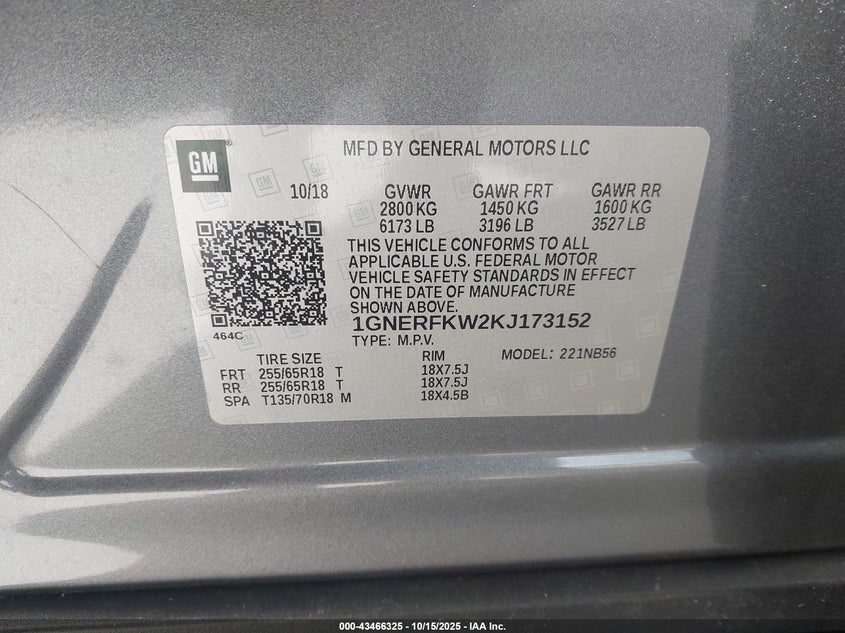 GM
MFD BY GENERAL MOTORS LLC
10/18 GVWR GAWR FRT GAWR RR
2800 KG 1450 KG 1600 KG
6173 LB 3196 LB 3527 LB
THIS VEHICLE CONFORMS TO ALL
APPLICABLE U.S. FEDERAL MOTOR
VEHICLE SAFETY STANDARDS IN EFFECT
ON THE DATE OF MANUFACTURE
SHOWN ABOVE.
464C
1GNERFKW2KJ173152
TYPE: M.P.V. MODEL: 221NB56
TIRE SIZE RIM
FRT 255/65R18 T 18X7.5J
RR 255/65R18 T 18X7.5J
SPA T135/70R18 M 18X4.5B
000-43466325 - 10/15/2025 - IAA Inc.